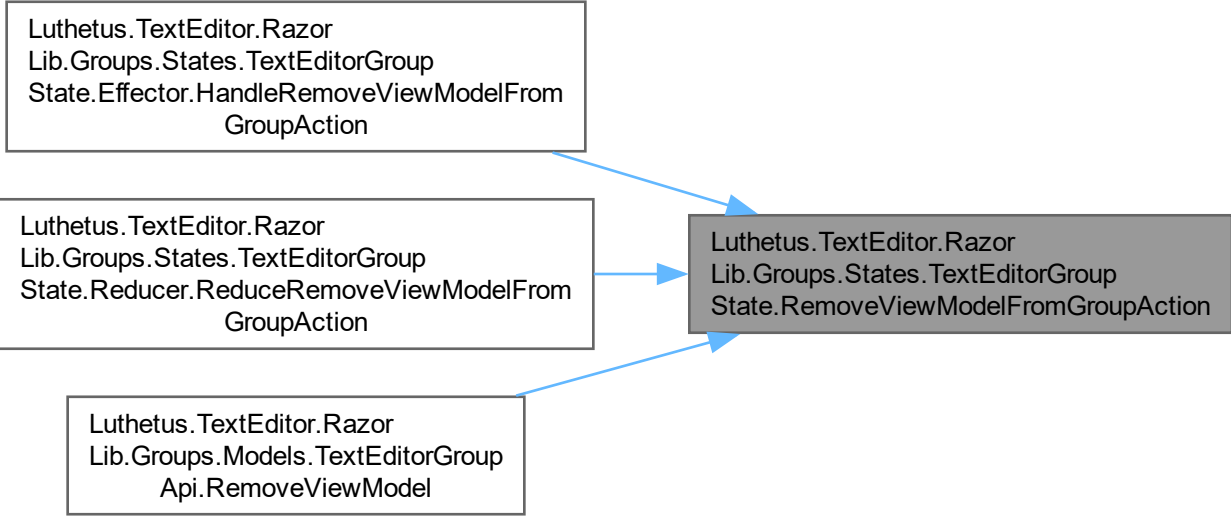 Luthetus.TextEditor.Razor
Lib.Groups.States.TextEditorGroup
State.Effector.HandleRemoveViewModelFrom
GroupAction
Luthetus.TextEditor.Razor
Lib.Groups.States.TextEditorGroup
State.Reducer.ReduceRemoveViewModelFrom
GroupAction
Luthetus.TextEditor.Razor
Lib.Groups.Models.TextEditorGroup
Api.RemoveViewModel
Luthetus.TextEditor.Razor
Lib.Groups.States.TextEditorGroup
State.RemoveViewModelFromGroupAction